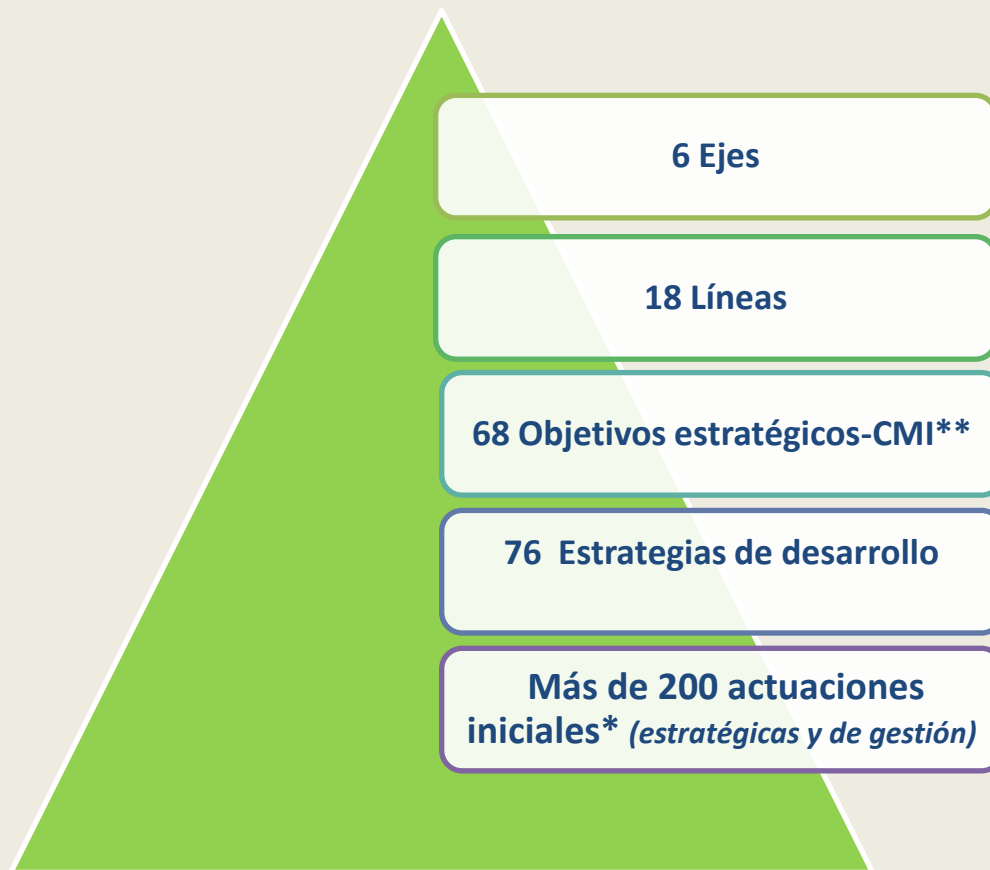 6 Ejes
18 Líneas
68 Objetivos estratégicos-CMI**
76 Estrategias de desarrollo
Más de 200 actuaciones
iniciales* (estratégicas y de gestión)